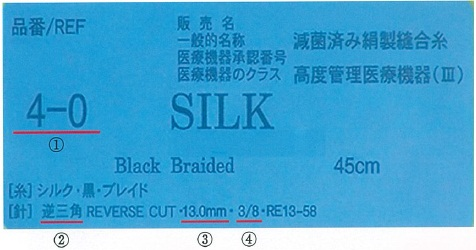 品番/REF
販売名
一般的名称
医療機器承認番号
医療機器のクラス
滅菌済み絹製縫合糸
高度管理医療機器(Ⅲ)
4-0
SILK
①
Black Braided 45cm
[糸]シルク・黒・ブレイド
[針]逆三角 REVERSE CUT・13.0mm・3/8・RE13-58
② ③ ④